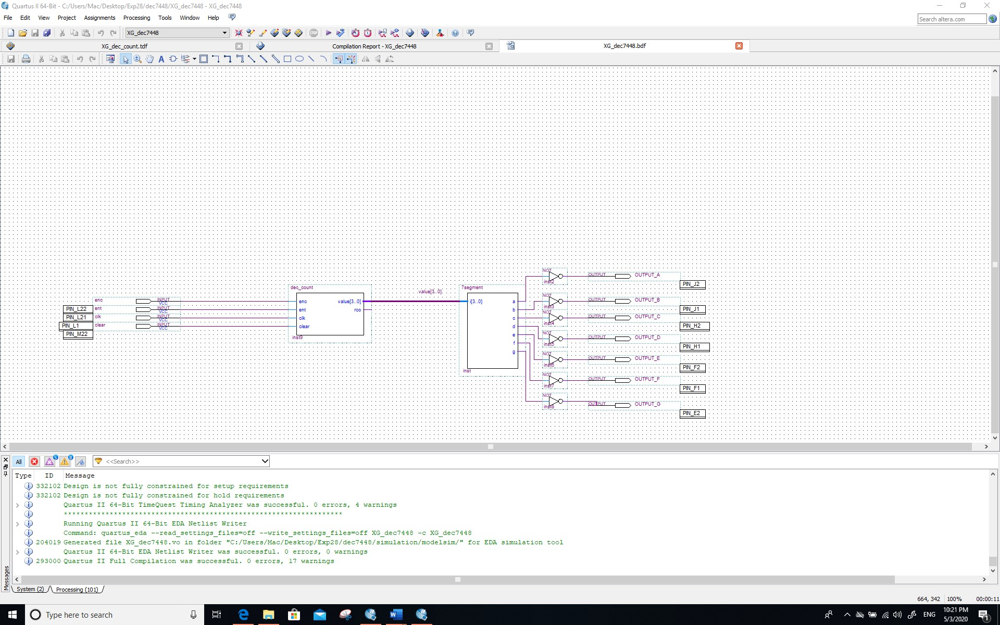 Quartus II 64-Bit - C:/Users/Mac/Desktop/Exp28/dec7448/XG_dec7448 - XG_dec7448
File Edit View Project Assignments Processing Tools Window Help
Search altera.com
XG_dec7448
STOP
XG_dec_count.tdf
Compilation Report - XG_dec7448
XG_dec7448.bdf
A
NOT
inst2
OUTPUT
OUTPUT_A
PIN_J2
dec_count
value[3..0]
7segment
enc
INPUT
VCC
enc
value[3..0]
i[3..0]
a
NOT
inst3
OUTPUT
OUTPUT_B
PIN_L22
ent
INPUT
VCC
ent
rco
b
PIN_J1
PIN_L21
clk
INPUT
VCC
clk
c
NOT
inst4
OUTPUT
OUTPUT_C
PIN_L1
clear
INPUT
VCC
clear
d
PIN_H2
PIN_M22
inst9
e
NOT
inst5
OUTPUT
OUTPUT_D
f
PIN_H1
g
NOT
inst6
OUTPUT
OUTPUT_E
inst
PIN_F2
NOT
inst7
OUTPUT
OUTPUT_F
PIN_F1
NOT
inst8
OUTPUT
OUTPUT_G
PIN_E2
All
5
8
<<Search>>
Type ID Message
332102 Design is not fully constrained for setup requirements
332102 Design is not fully constrained for hold requirements
Quartus II 64-Bit TimeQuest Timing Analyzer was successful. 0 errors, 4 warnings
*******************************************************************
Running Quartus II 64-Bit EDA Netlist Writer
Command: quartus_eda --read_settings_files=off --write_settings_files=off XG_dec7448 -c XG_dec7448
204019 Generated file XG_dec7448.vo in folder "C:/Users/Mac/Desktop/Exp28/dec7448/simulation/modelsim/" for EDA simulation tool
Quartus II 64-Bit EDA Netlist Writer was successful. 0 errors, 0 warnings
293000 Quartus II Full Compilation was successful. 0 errors, 17 warnings
Messages
System (2) Processing (101)
664, 342 100% 00:00:11
Type here to search
ENG
10:21 PM
5/3/2020
1